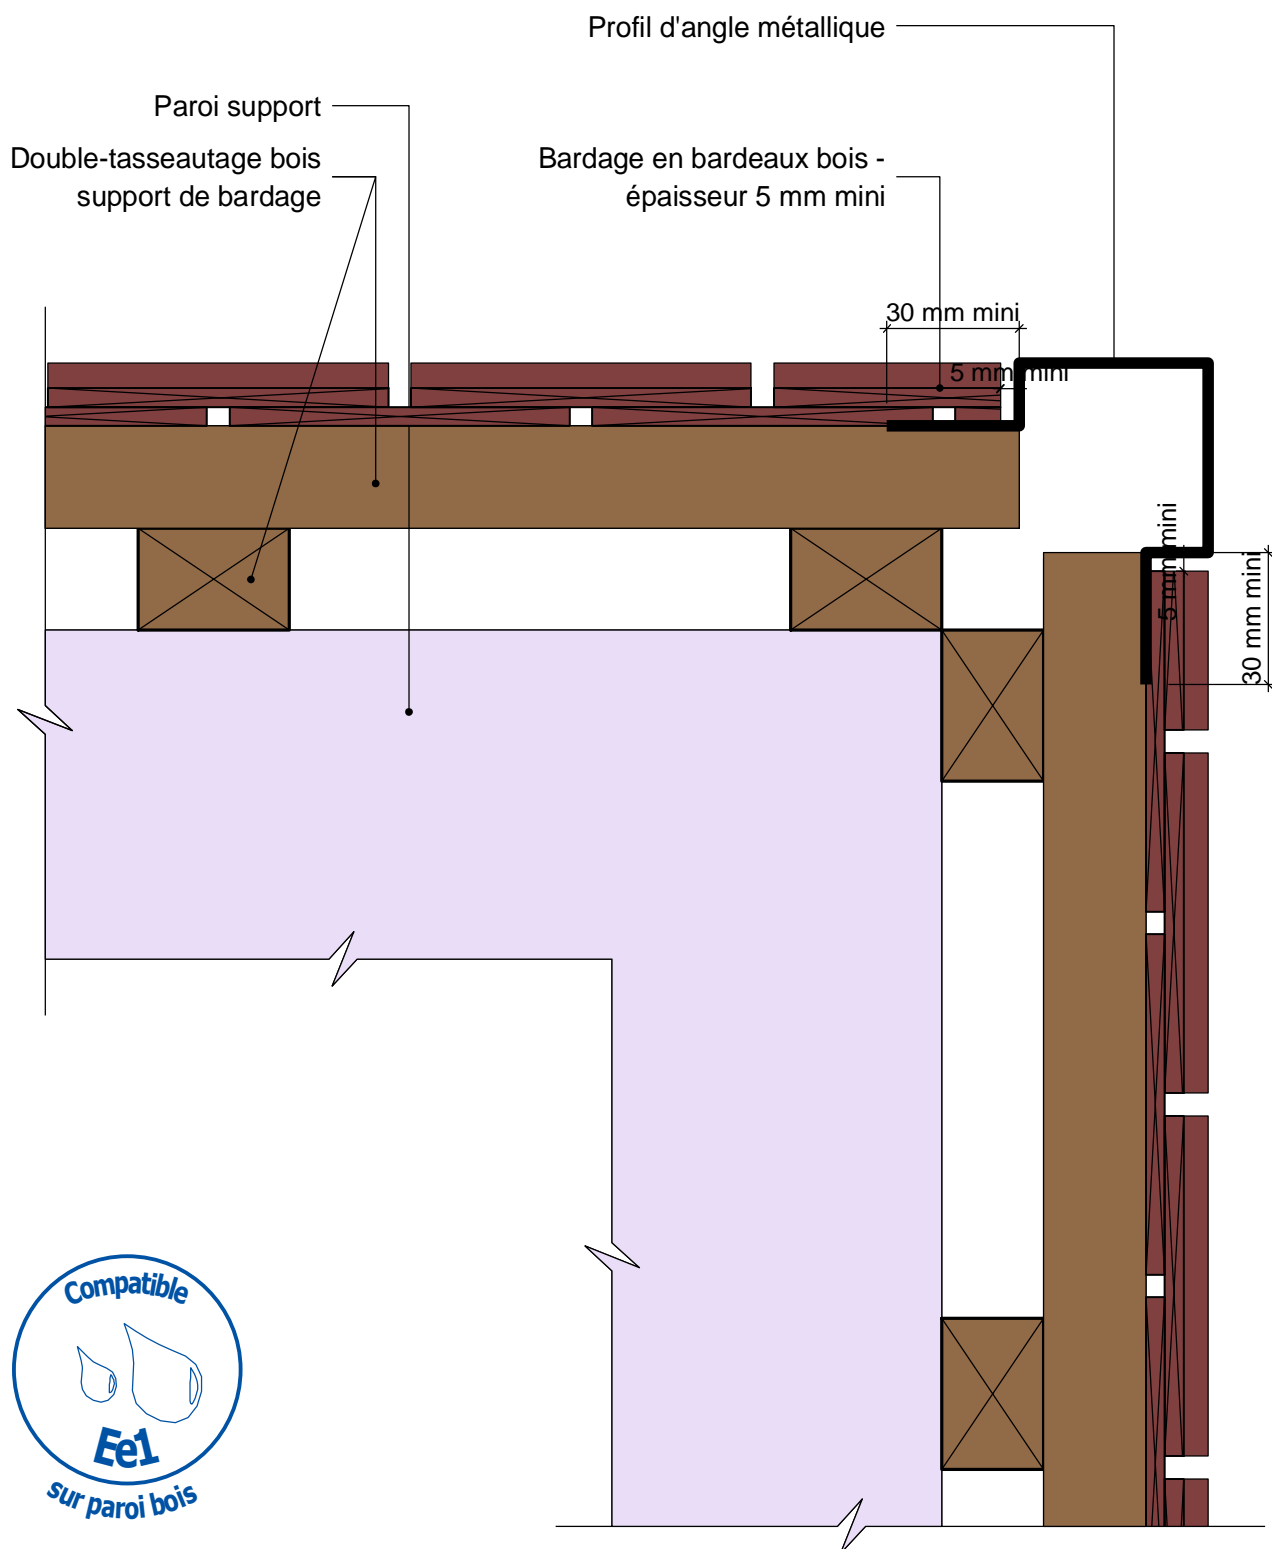 Profil d'angle métallique
Paroi support
Double-tasseautage bois
support de bardage
Bardage en bardeaux bois -
épaisseur 5 mm mini
30 mm mini
5 mm mini
5 mm mini
30 mm mini
Compatible
Ee1
sur paroi bois